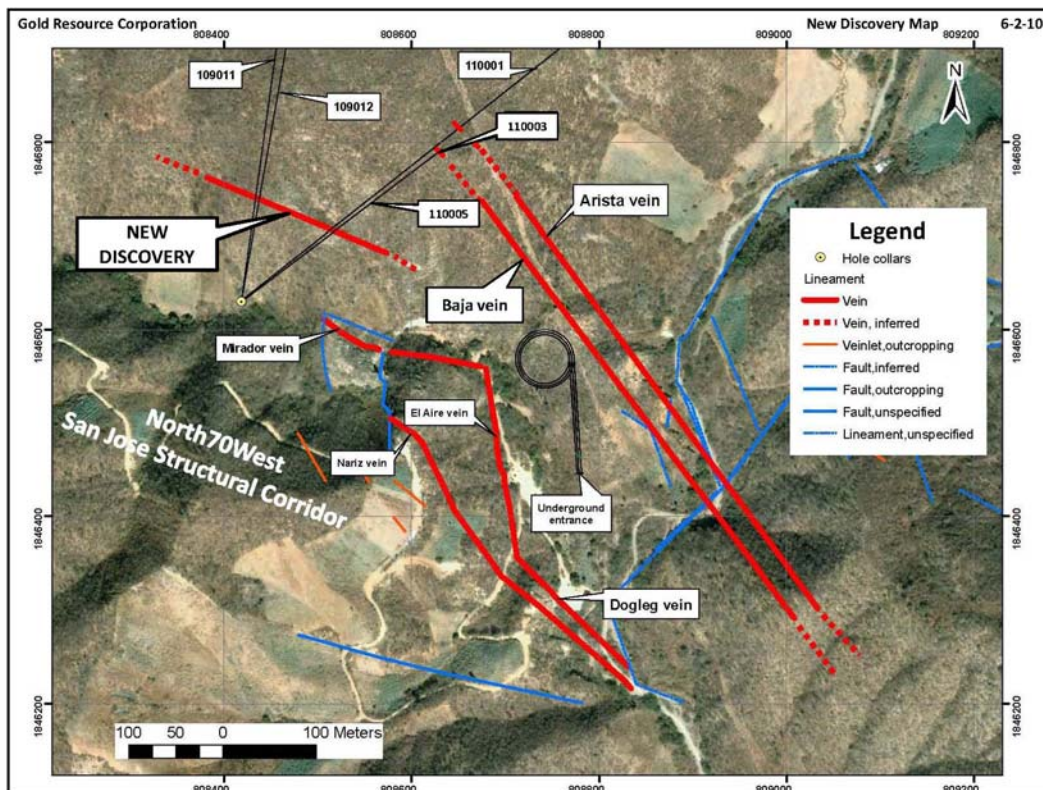 Gold Resource Corporation
New Discovery Map 6-2-10
808400
808600
808800
809000
809200
109011
110001
109012
110003
N
1846800
1846800
110005
Arista vein
NEW
DISCOVERY
Baja vein
Legend
Hole collars
Lineament
Vein
Vein, inferred
Veinlet,outcropping
Fault,inferred
Fault,outcropping
Fault,unspecified
Lineament,unspecified
1846600
1846600
Mirador vein
El Aire vein
North70West
San Jose Structural Corridor
Nariz vein
Underground
entrance
1846400
1846400
Dogleg vein
1846200
1846200
100 50 0 100 Meters
808400
808600
808800
809000
809200